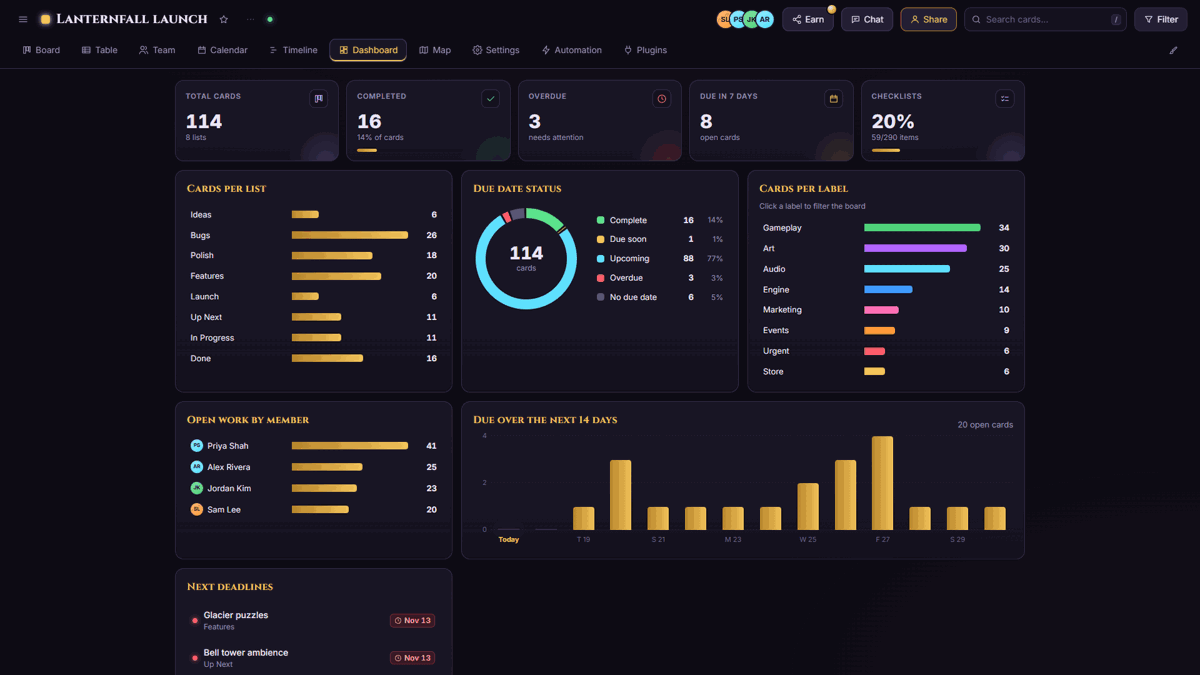 Lanternfall Launch
SL PS JK AR
Earn
Chat
Share
Search cards...
/
Filter
Board
Table
Team
Calendar
Timeline
Dashboard
Map
Settings
Automation
Plugins
TOTAL CARDS
114
8 lists
COMPLETED
16
14% of cards
OVERDUE
3
needs attention
DUE IN 7 DAYS
8
open cards
CHECKLISTS
20%
59/290 items
Cards per list
Ideas 6
Bugs 26
Polish 18
Features 20
Launch 6
Up Next 11
In Progress 11
Done 16
Due date status
114
cards
Complete 16 14%
Due soon 1 1%
Upcoming 88 77%
Overdue 3 3%
No due date 6 5%
Cards per label
Click a label to filter the board
Gameplay 34
Art 30
Audio 25
Engine 14
Marketing 10
Events 9
Urgent 6
Store 6
Open work by member
PS Priya Shah 41
AR Alex Rivera 25
JK Jordan Kim 23
SL Sam Lee 20
Due over the next 14 days
20 open cards
4
2
0
Today T 19 S 21 M 23 W 25 F 27 S 29
Next deadlines
Glacier puzzles
Features
Nov 13
Bell tower ambience
Up Next
Nov 13